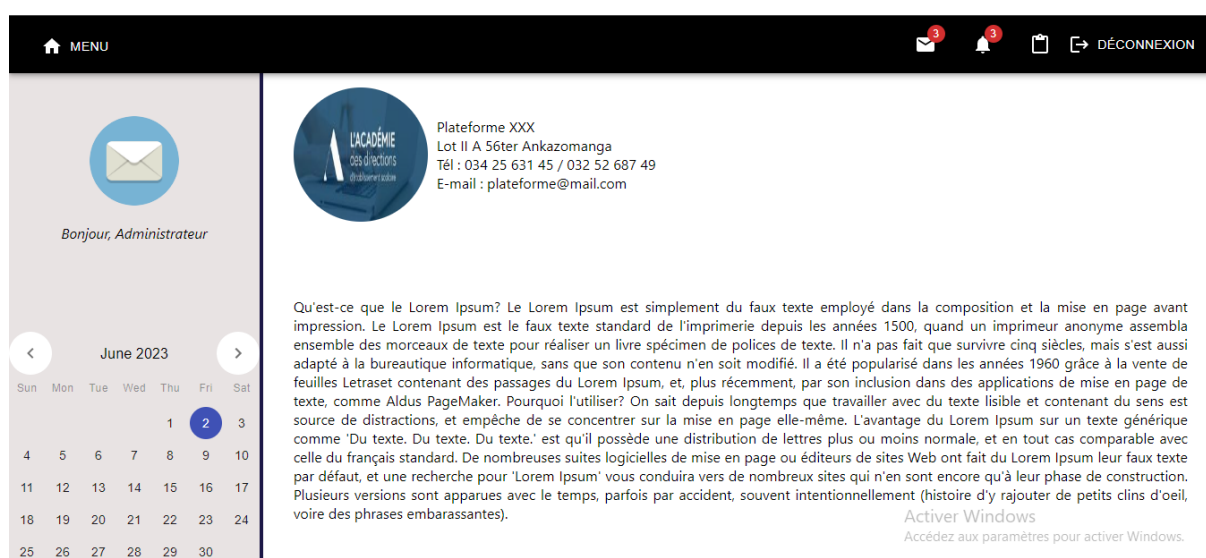 MENU
3
3
DÉCONNEXION
Bonjour, Administrateur
June 2023
Sun Mon Tue Wed Thu Fri Sat
1 2 3
4 5 6 7 8 9 10
11 12 13 14 15 16 17
18 19 20 21 22 23 24
25 26 27 28 29 30
L'ACADÉMIE
des directions
d'établissement scolaire
Plateforme XXX
Lot II A 56ter Ankazomanga
Tél : 034 25 631 45 / 032 52 687 49
E-mail : plateforme@mail.com
Qu'est-ce que le Lorem Ipsum? Le Lorem Ipsum est simplement du faux texte employé dans la composition et la mise en page avant
impression. Le Lorem Ipsum est le faux texte standard de l'imprimerie depuis les années 1500, quand un imprimeur anonyme assembla
ensemble des morceaux de texte pour réaliser un livre spécimen de polices de texte. Il n'a pas fait que survivre cinq siècles, mais s'est aussi
adapté à la bureautique informatique, sans que son contenu n'en soit modifié. Il a été popularisé dans les années 1960 grâce à la vente de
feuilles Letraset contenant des passages du Lorem Ipsum, et, plus récemment, par son inclusion dans des applications de mise en page de
texte, comme Aldus PageMaker. Pourquoi l'utiliser? On sait depuis longtemps que travailler avec du texte lisible et contenant du sens est
source de distractions, et empêche de se concentrer sur la mise en page elle-même. L'avantage du Lorem Ipsum sur un texte générique
comme 'Du texte. Du texte. Du texte.' est qu'il possède une distribution de lettres plus ou moins normale, et en tout cas comparable avec
celle du français standard. De nombreuses suites logicielles de mise en page ou éditeurs de sites Web ont fait du Lorem Ipsum leur faux texte
par défaut, et une recherche pour 'Lorem Ipsum' vous conduira vers de nombreux sites qui n'en sont encore qu'à leur phase de construction.
Plusieurs versions sont apparues avec le temps, parfois par accident, souvent intentionnellement (histoire d'y rajouter de petits clins d'oeil,
voire des phrases embarassantes).
Activer Windows
Accédez aux paramètres pour activer Windows.